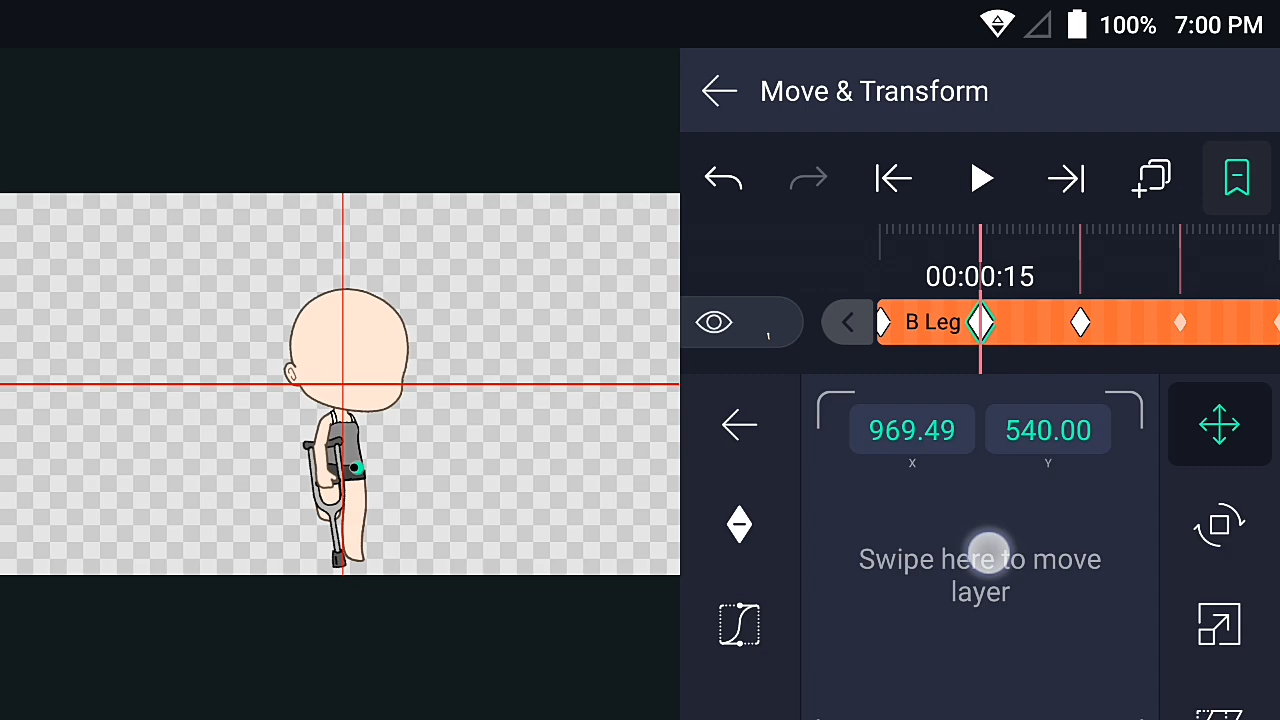 100% 7:00 PM
Move & Transform
00:00:15
B Leg
969.49 540.00
X Y
Swipe here to move
layer